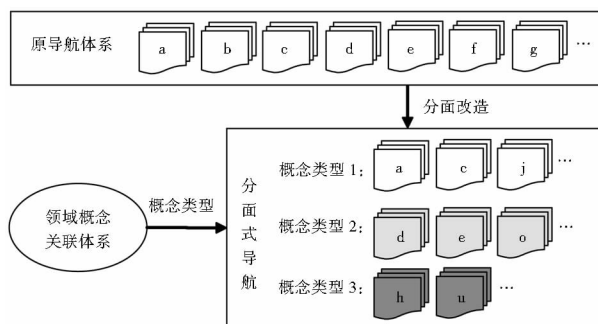 原导航体系 a b c d e f g …
分面改造
领域概念
关联体系
概念类型
分面式导航
概念类型 1： a c j …
概念类型 2： d e o …
概念类型 3： h u …